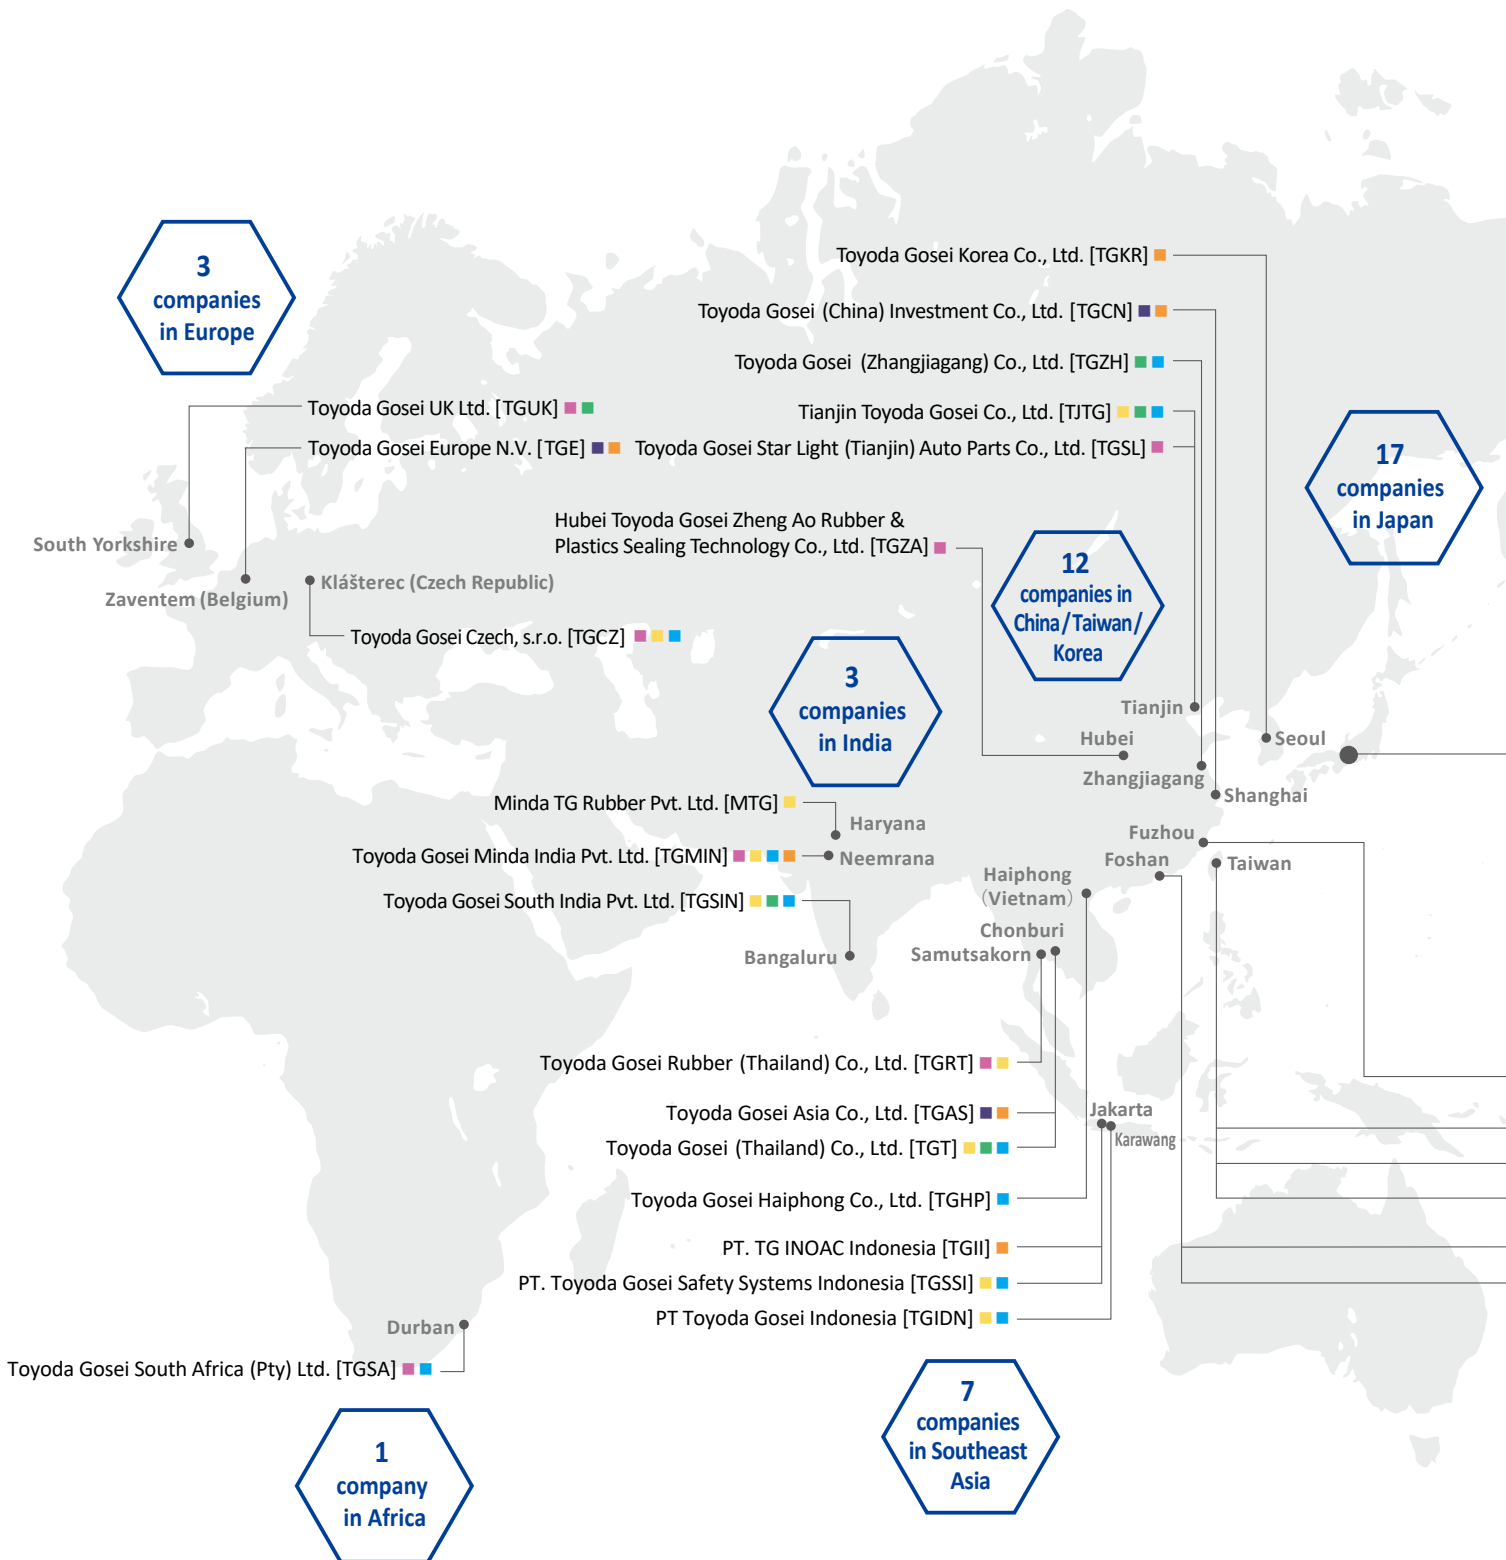 3
companies
in Europe
Toyoda Gosei Korea Co., Ltd. [TGKR]
Toyoda Gosei (China) Investment Co., Ltd. [TGCN]
Toyoda Gosei (Zhangjiagang) Co., Ltd. [TGZH]
Toyoda Gosei UK Ltd. [TGUK]
Tianjin Toyoda Gosei Co., Ltd. [TJTG]
Toyoda Gosei Europe N.V. [TGE]
Toyoda Gosei Star Light (Tianjin) Auto Parts Co., Ltd. [TGSL]
17
companies
in Japan
Hubei Toyoda Gosei Zheng Ao Rubber &
Plastics Sealing Technology Co., Ltd. [TGZA]
South Yorkshire
Zaventem (Belgium)
Klášterec (Czech Republic)
12
companies in
China/Taiwan/
Korea
Toyoda Gosei Czech, s.r.o. [TGCZ]
3
companies
in India
Tianjin
Hubei
Seoul
Zhangjiagang
Shanghai
Minda TG Rubber Pvt. Ltd. [MTG]
Haryana
Fuzhou
Toyoda Gosei Minda India Pvt. Ltd. [TGMIN]
Neemrana
Foshan
Taiwan
Haiphong
(Vietnam)
Toyoda Gosei South India Pvt. Ltd. [TGSIN]
Chonburi
Bangaluru
Samutsakorn
Toyoda Gosei Rubber (Thailand) Co., Ltd. [TGRT]
Toyoda Gosei Asia Co., Ltd. [TGAS]
Jakarta
Karawang
Toyoda Gosei (Thailand) Co., Ltd. [TGT]
Toyoda Gosei Haiphong Co., Ltd. [TGHP]
PT. TG INOAC Indonesia [TGII]
PT. Toyoda Gosei Safety Systems Indonesia [TGSSI]
PT Toyoda Gosei Indonesia [TGIDN]
Durban
Toyoda Gosei South Africa (Pty) Ltd. [TGSA]
7
companies
in Southeast
Asia
1
company
in Africa